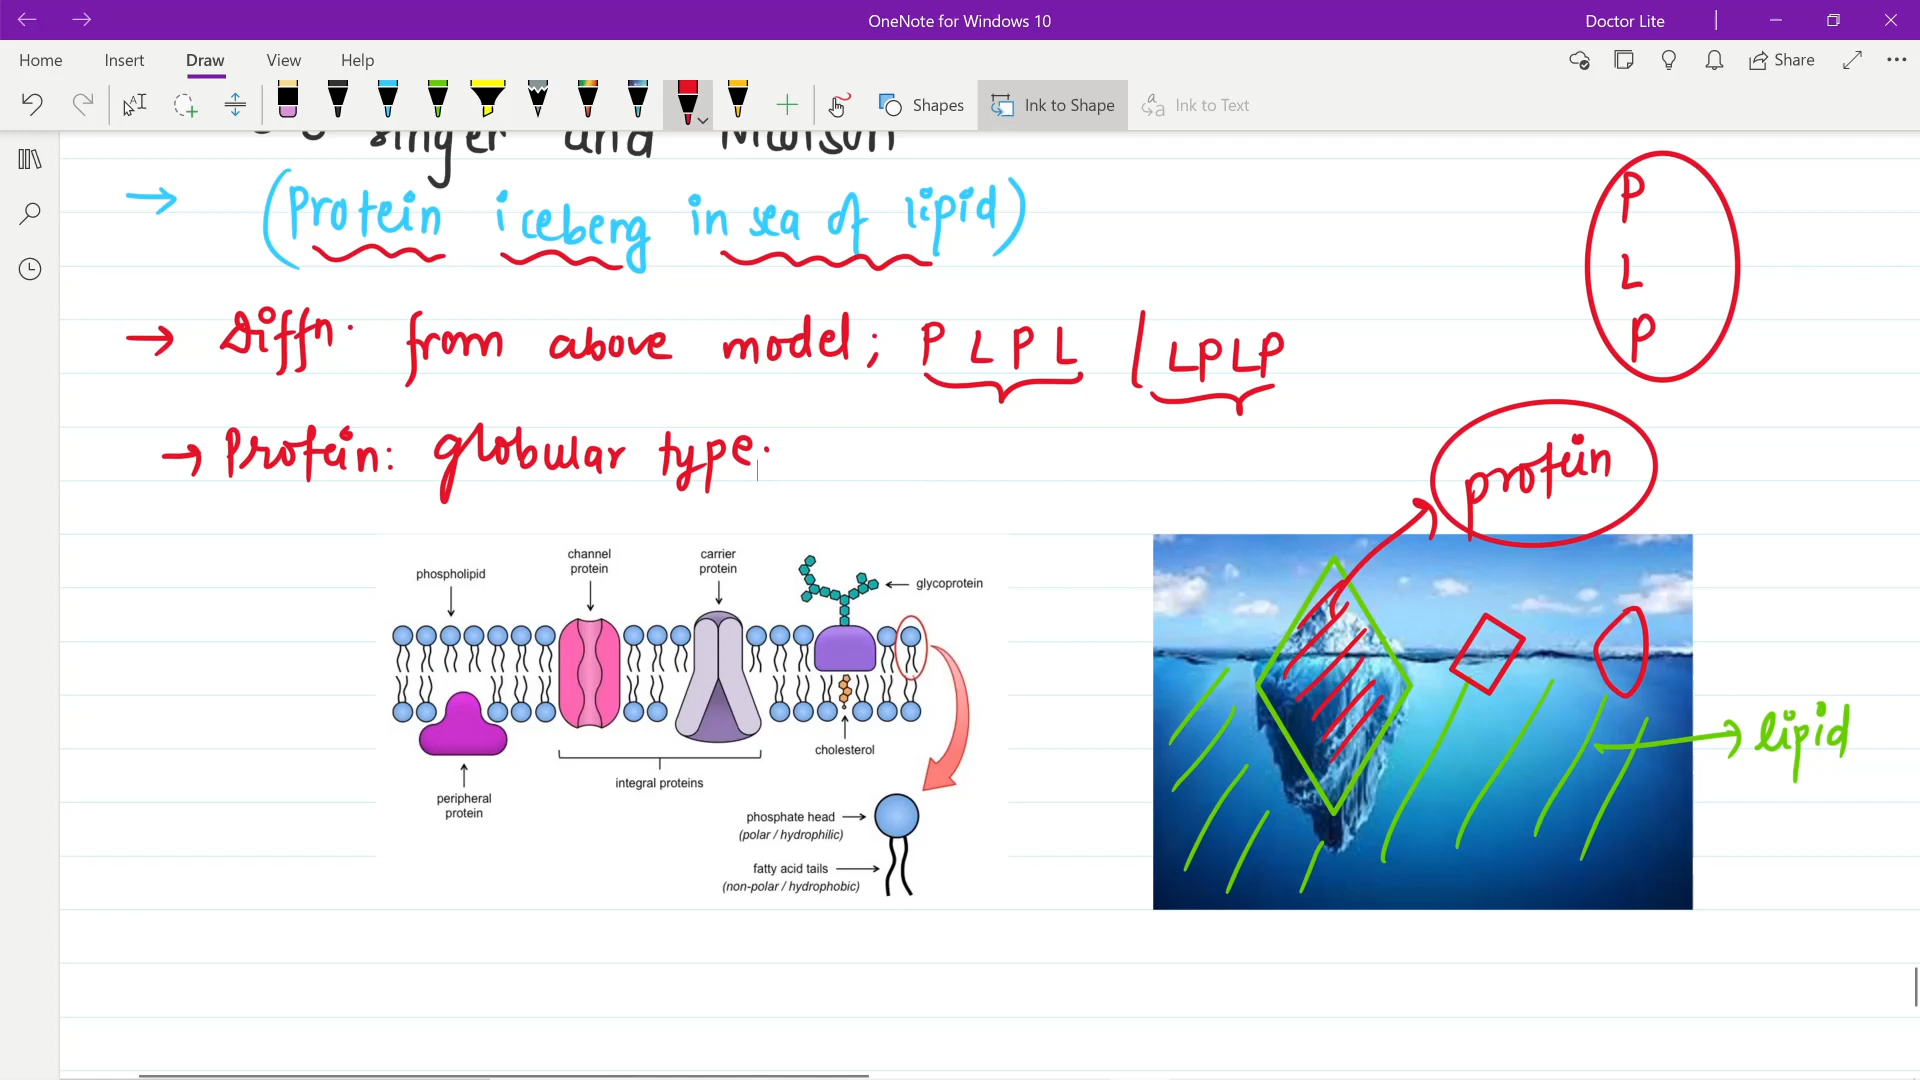 OneNote for Windows 10
Doctor Lite
Home Insert Draw View Help
Share
Shapes
Ink to Shape
Ink to Text
singer and
(Protein iceberg in sea of lipid)
→ Diffn. from above model; P L P L | LPLP
→ Protein: globular type.
P
L
P
protein
lipid
phospholipid
channel
protein
carrier
protein
glycoprotein
cholesterol
integral proteins
peripheral
protein
phosphate head
(polar / hydrophilic)
fatty acid tails
(non-polar / hydrophobic)